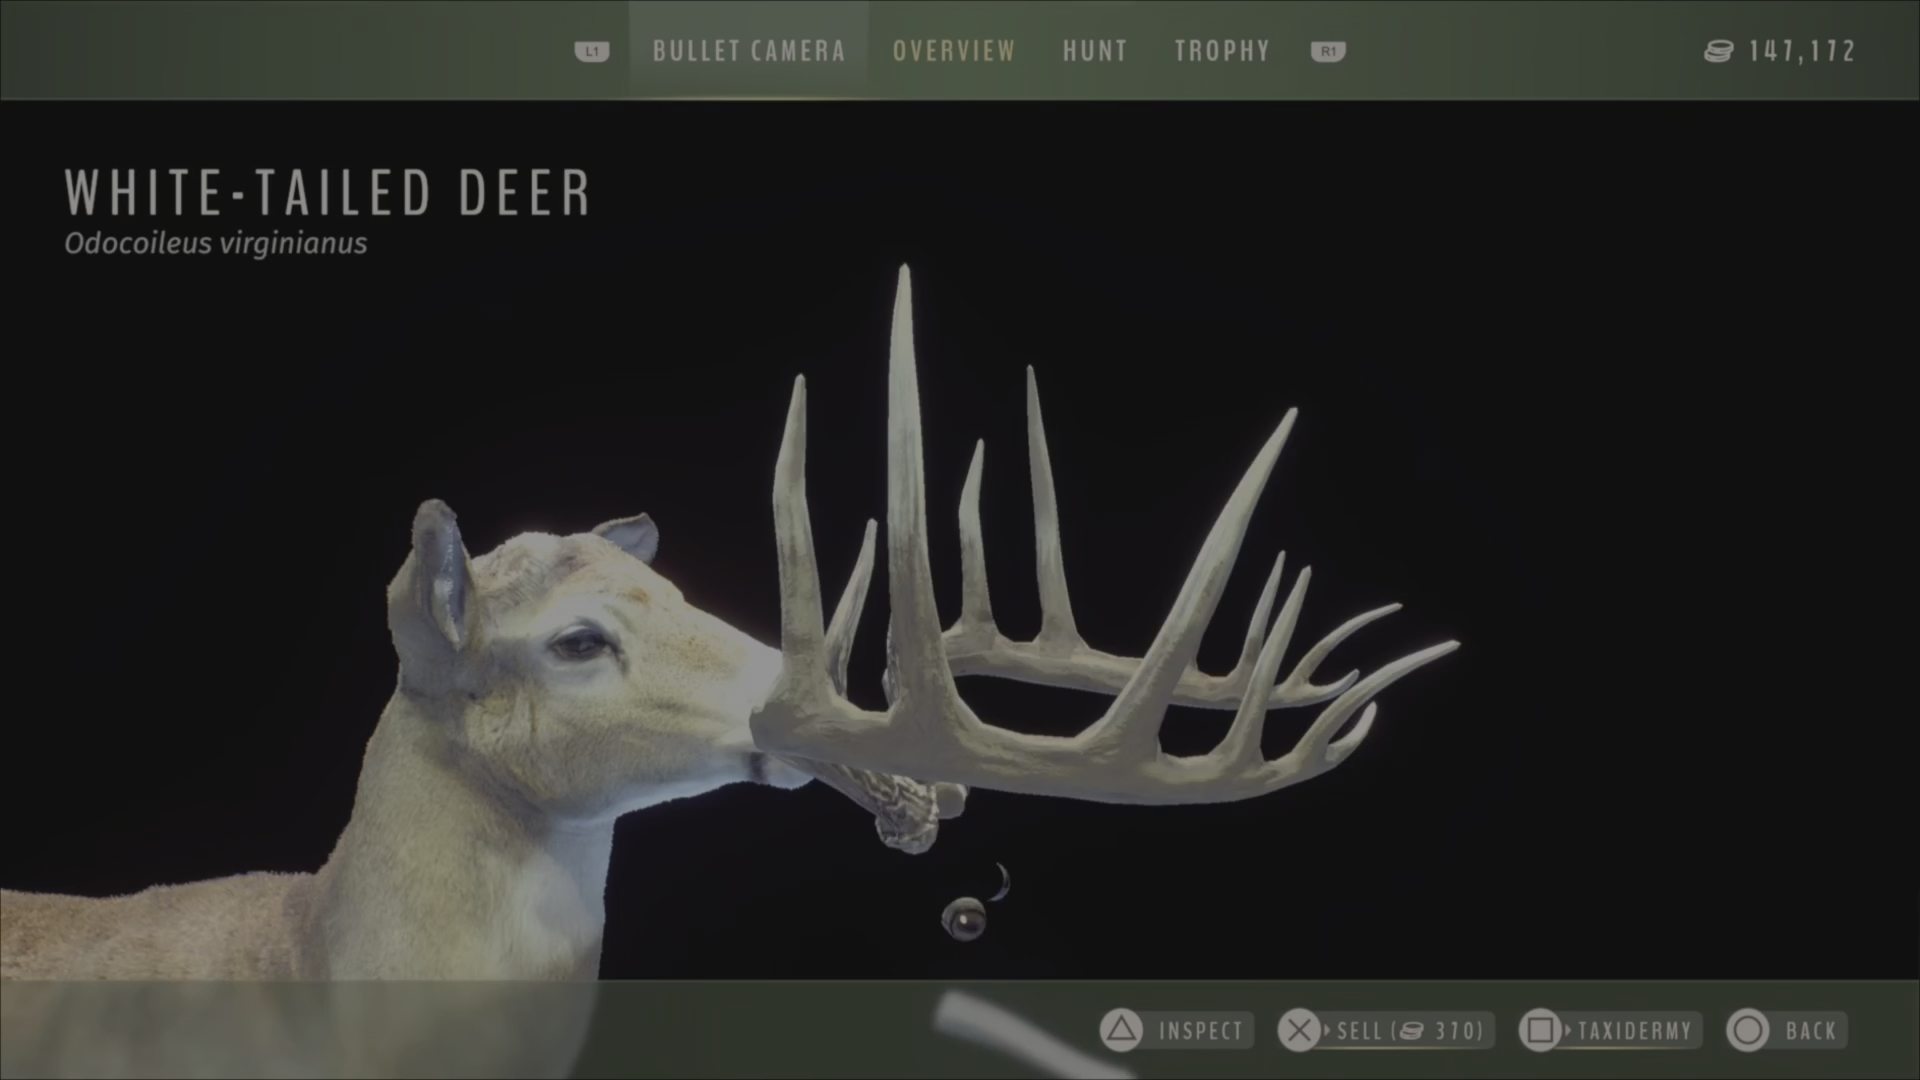 L1 BULLET CAMERA OVERVIEW HUNT TROPHY R1 147,172
WHITE-TAILED DEER
Odocoileus virginianus
INSPECT SELL ( 370) TAXIDERMY BACK